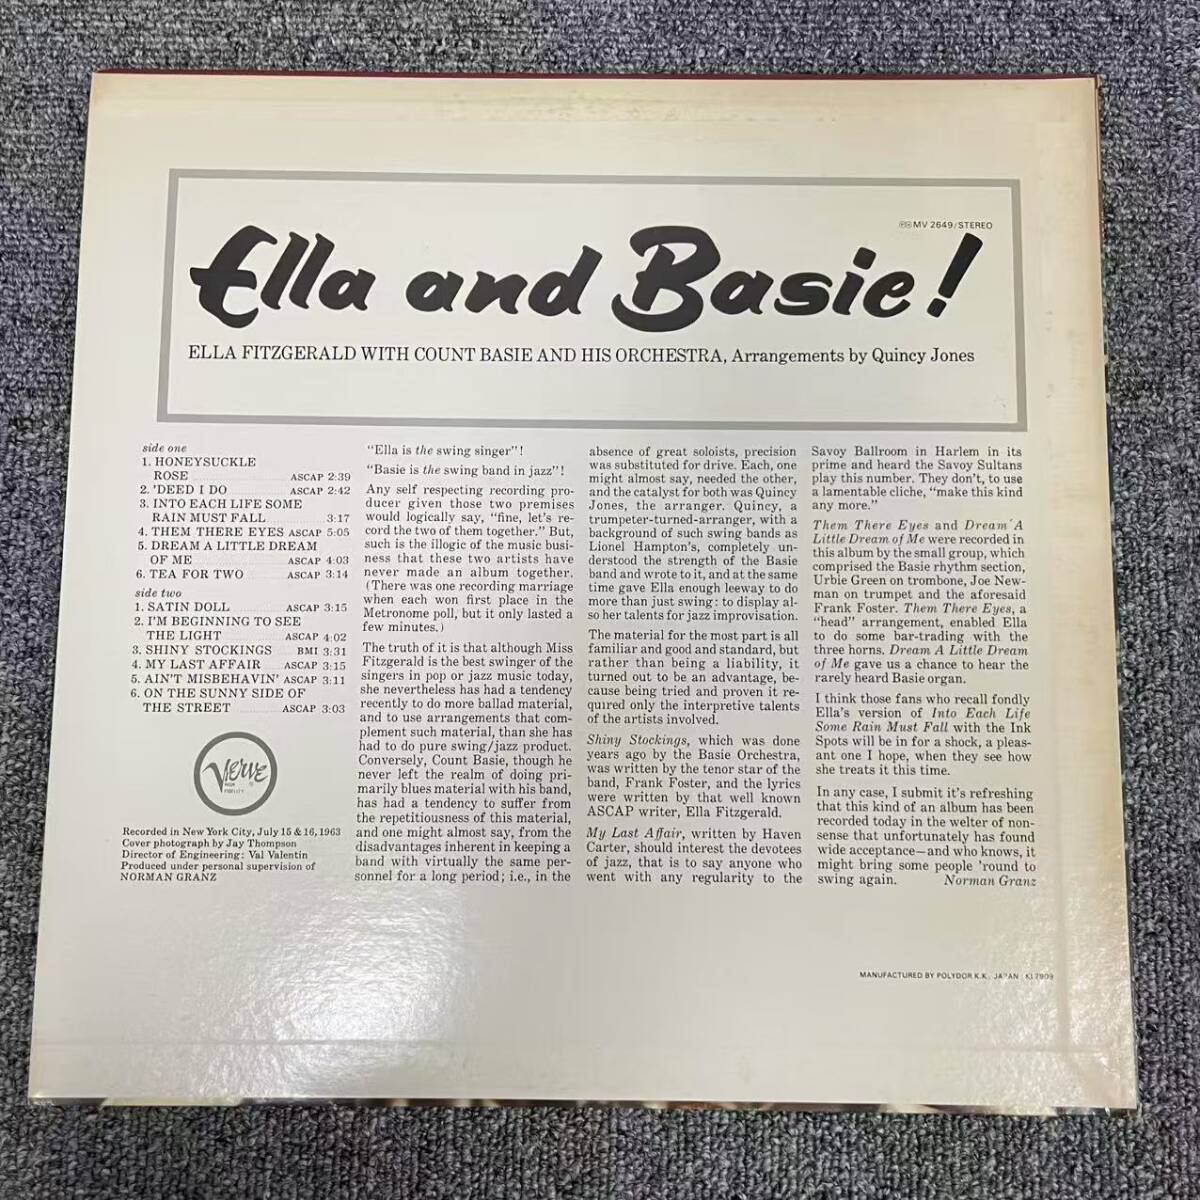 MV 2649/STEREO
Ella and Basie!
ELLA FITZGERALD WITH COUNT BASIE AND HIS ORCHESTRA, Arrangements by Quincy Jones
side one
1. HONEYSUCKLE
ROSE ASCAP 2:39
2. 'DEED I DO ASCAP 2:42
3. INTO EACH LIFE SOME
RAIN MUST FALL 3:17
4. THEM THERE EYES ASCAP 5:05
5. DREAM A LITTLE DREAM
OF ME ASCAP 4:03
6. TEA FOR TWO ASCAP 3:14
side two
1. SATIN DOLL ASCAP 3:15
2. I'M BEGINNING TO SEE
THE LIGHT ASCAP 4:02
3. SHINY STOCKINGS BMI 3:31
4. MY LAST AFFAIR ASCAP 3:15
5. AIN'T MISBEHAVIN' ASCAP 3:11
6. ON THE SUNNY SIDE OF
THE STREET ASCAP 3:03
Verve
HIGH
FIDELITY
Recorded in New York City, July 15 & 16, 1963
Cover photograph by Jay Thompson
Director of Engineering: Val Valentin
Produced under personal supervision of
NORMAN GRANZ
"Ella is the swing singer"!
"Basie is the swing band in jazz"!
Any self respecting recording pro-
ducer given those two premises
would logically say, "fine, let's re-
cord the two of them together." But,
such is the illogic of the music busi-
ness that these two artists have
never made an album together.
(There was one recording marriage
when each won first place in the
Metronome poll, but it only lasted a
few minutes.)
The truth of it is that although Miss
Fitzgerald is the best swinger of the
singers in pop or jazz music today,
she nevertheless has had a tendency
recently to do more ballad material,
and to use arrangements that com-
plement such material, than she has
had to do pure swing/jazz product.
Conversely, Count Basie, though he
never left the realm of doing pri-
marily blues material with his band,
has had a tendency to suffer from
the repetitiousness of this material,
and one might almost say, from the
disadvantages inherent in keeping a
band with virtually the same per-
sonnel for a long period; i.e., in the
absence of great soloists, precision
was substituted for drive. Each, one
might almost say, needed the other,
and the catalyst for both was Quincy
Jones, the arranger. Quincy, a
trumpeter-turned-arranger, with a
background of such swing bands as
Lionel Hampton's, completely un-
derstood the strength of the Basie
band and wrote to it, and at the same
time gave Ella enough leeway to do
more than just swing: to display al-
so her talents for jazz improvisation.
The material for the most part is all
familiar and good and standard, but
rather than being a liability, it
turned out to be an advantage, be-
cause being tried and proven it re-
quired only the interpretive talents
of the artists involved.
Shiny Stockings, which was done
years ago by the Basie Orchestra,
was written by the tenor star of the
band, Frank Foster, and the lyrics
were written by that well known
ASCAP writer, Ella Fitzgerald.
My Last Affair, written by Haven
Carter, should interest the devotees
of jazz, that is to say anyone who
went with any regularity to the
Savoy Ballroom in Harlem in its
prime and heard the Savoy Sultans
play this number. They don't, to use
a lamentable cliche, "make this kind
any more."
Them There Eyes and Dream A
Little Dream of Me were recorded in
this album by the small group, which
comprised the Basie rhythm section,
Urbie Green on trombone, Joe New-
man on trumpet and the aforesaid
Frank Foster. Them There Eyes, a
"head" arrangement, enabled Ella
to do some bar-trading with the
three horns. Dream A Little Dream
of Me gave us a chance to hear the
rarely heard Basie organ.
I think those fans who recall fondly
Ella's version of Into Each Life
Some Rain Must Fall with the Ink
Spots will be in for a shock, a pleas-
ant one I hope, when they see how
she treats it this time.
In any case, I submit it's refreshing
that this kind of an album has been
recorded today in the welter of non-
sense that unfortunately has found
wide acceptance—and who knows, it
might bring some people 'round to
swing again. Norman Granz
MANUFACTURED BY POLYDOR K.K., JAPAN